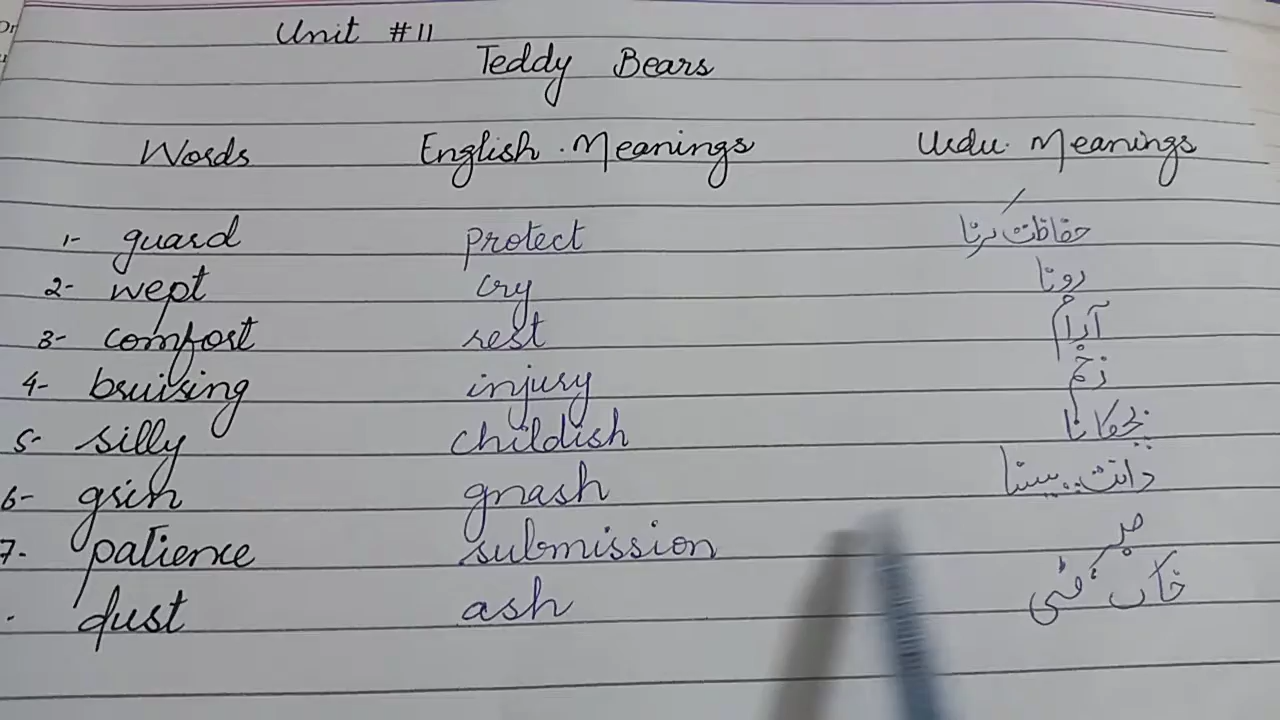 Unit #11
Teddy Bears
Words English Meanings Urdu Meanings
1- guard protect حفاظت کرنا
2- wept cry رونا
3- comfort rest آرام
4- bruising injury زخم
5- silly childish بچکانا
6- grin gnash دانت پیسنا
7- patience submission صبر
dust ash خاک، مٹی